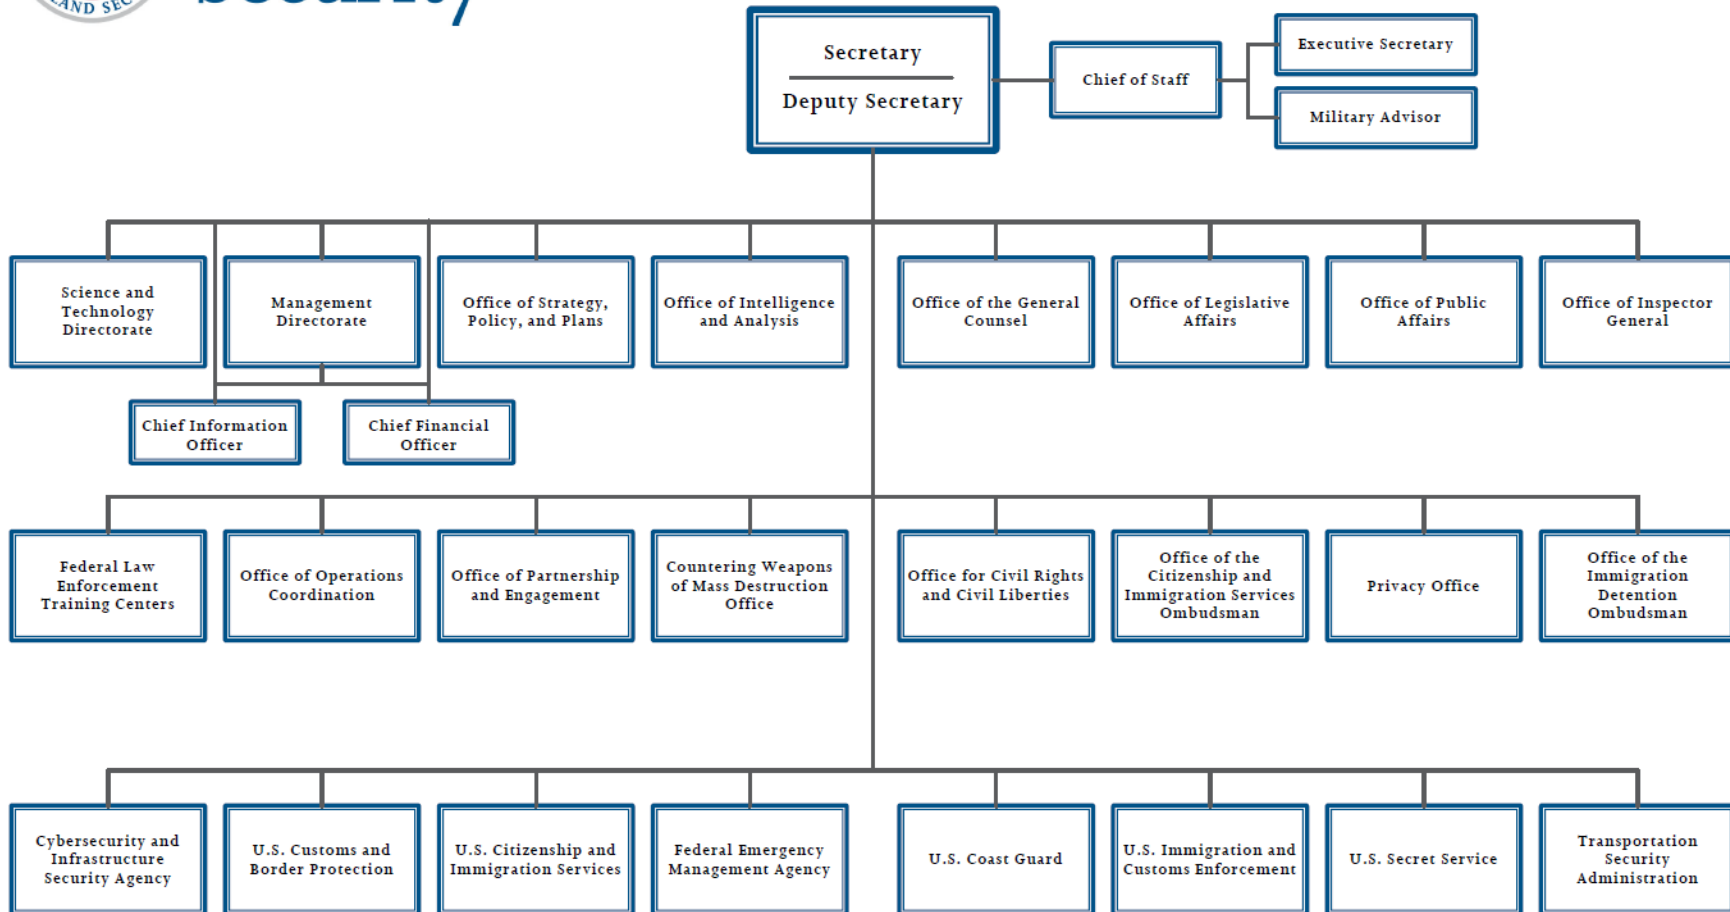 LAND SEC
Security
Secretary
Deputy Secretary
Chief of Staff
Executive Secretary
Military Advisor
Science and
Technology
Directorate
Management
Directorate
Office of Strategy,
Policy, and Plans
Office of Intelligence
and Analysis
Office of the General
Counsel
Office of Legislative
Affairs
Office of Public
Affairs
Office of Inspector
General
Chief Information
Officer
Chief Financial
Officer
Federal Law
Enforcement
Training Centers
Office of Operations
Coordination
Office of Partnership
and Engagement
Countering Weapons
of Mass Destruction
Office
Office for Civil Rights
and Civil Liberties
Office of the
Citizenship and
Immigration Services
Ombudsman
Privacy Office
Office of the
Immigration
Detention
Ombudsman
Cybersecurity and
Infrastructure
Security Agency
U.S. Customs and
Border Protection
U.S. Citizenship and
Immigration Services
Federal Emergency
Management Agency
U.S. Coast Guard
U.S. Immigration and
Customs Enforcement
U.S. Secret Service
Transportation
Security
Administration